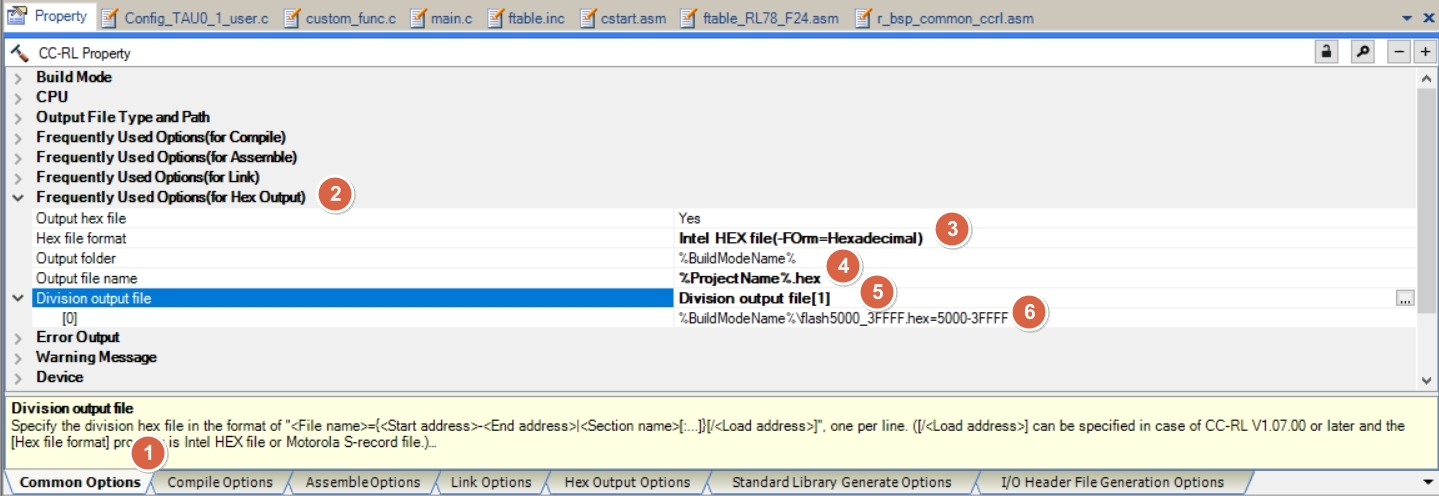 Property Config_TAU0_1_user.c custom_func.c main.c ftable.inc cstart.asm ftable_RL78_F24.asm r_bsp_common_ccrl.asm
CC-RL Property
Build Mode
CPU
Output File Type and Path
Frequently Used Options(for Compile)
Frequently Used Options(for Assemble)
Frequently Used Options(for Link)
Frequently Used Options(for Hex Output) 2
Output hex file Yes
Hex file format Intel HEX file(-FOrm=Hexadecimal) 3
Output folder %BuildModeName%
Output file name %ProjectName%.hex 4
Division output file Division output file[1] 5 ...
[0] %BuildModeName%\flash5000_3FFFF.hex=5000-3FFFF 6
Error Output
Warning Message
Device
Division output file
Specify the division hex file in the format of "<File name>={<Start address>-<End address>|<Section name>[:...]}[/<Load address>]", one per line. ([/<Load address>] can be specified in case of CC-RL V1.07.00 or later and the
[Hex file format] is Intel HEX file or Motorola S-record file.)...
1
Common Options Compile Options Assemble Options Link Options Hex Output Options Standard Library Generate Options I/O Header File Generation Options